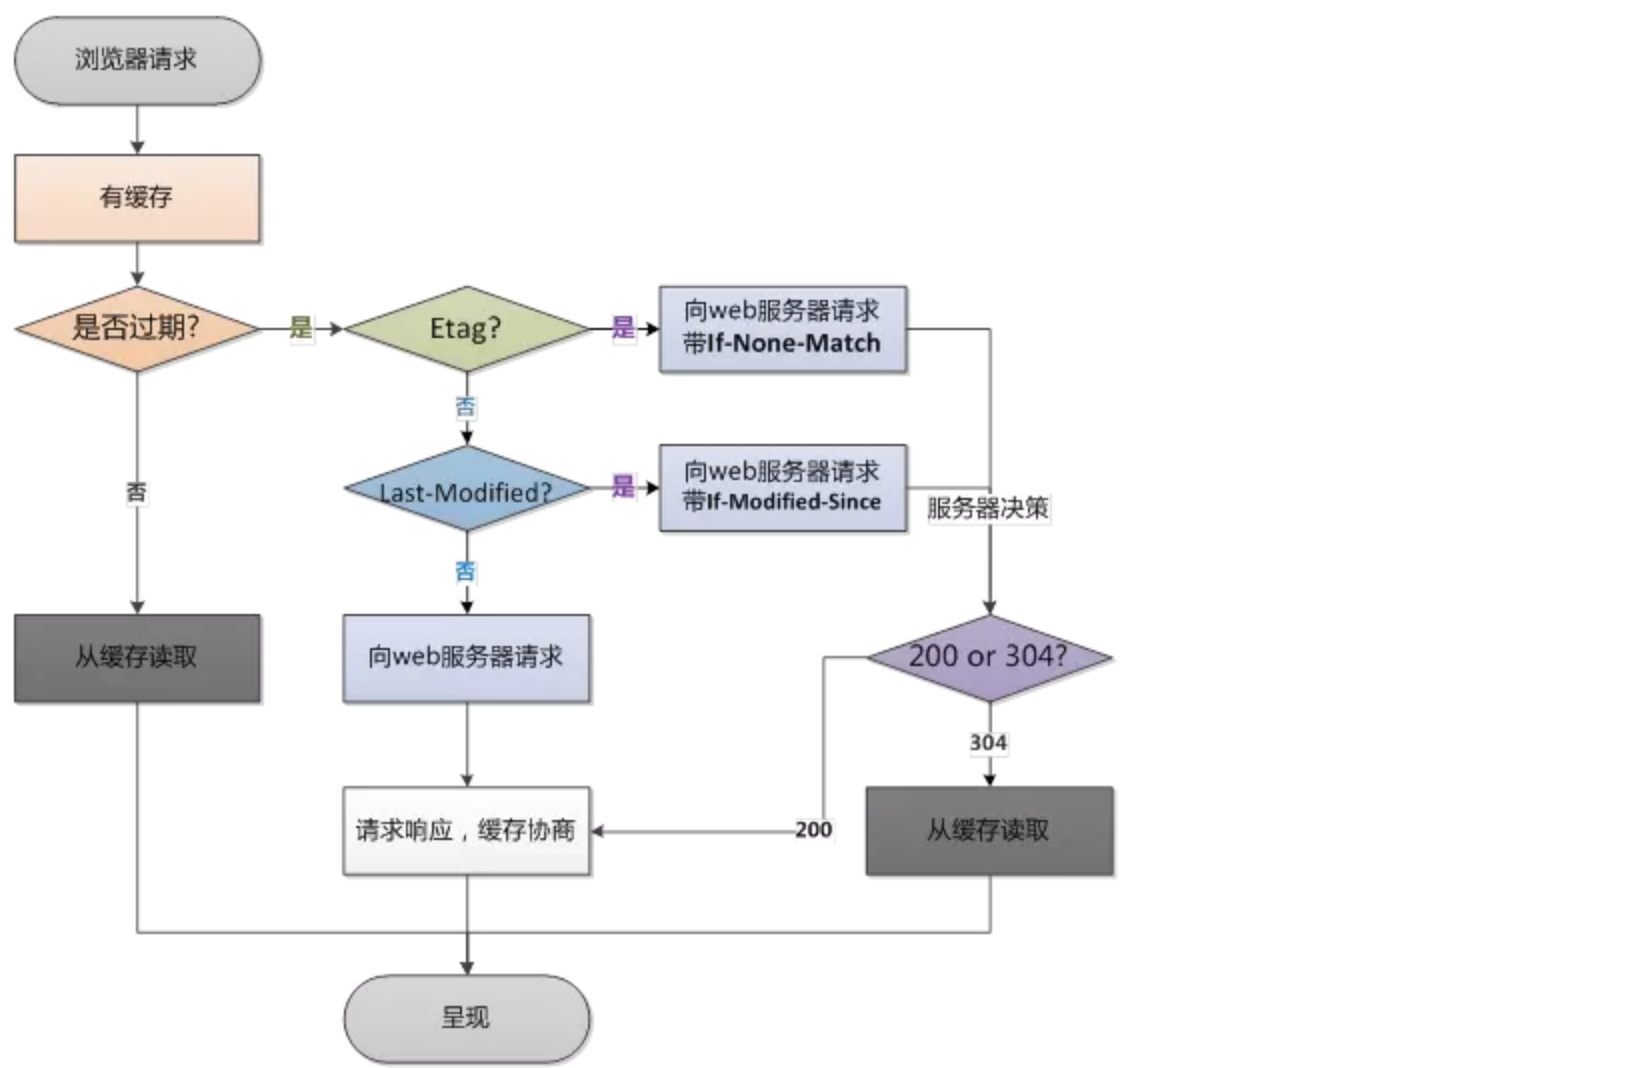 浏览器请求
有缓存
是否过期?
是
Etag?
是
向web服务器请求
带If-None-Match
否
否
Last-Modified?
是
向web服务器请求
带If-Modified-Since
服务器决策
否
从缓存读取
向web服务器请求
200 or 304?
304
请求响应，缓存协商
200
从缓存读取
呈现